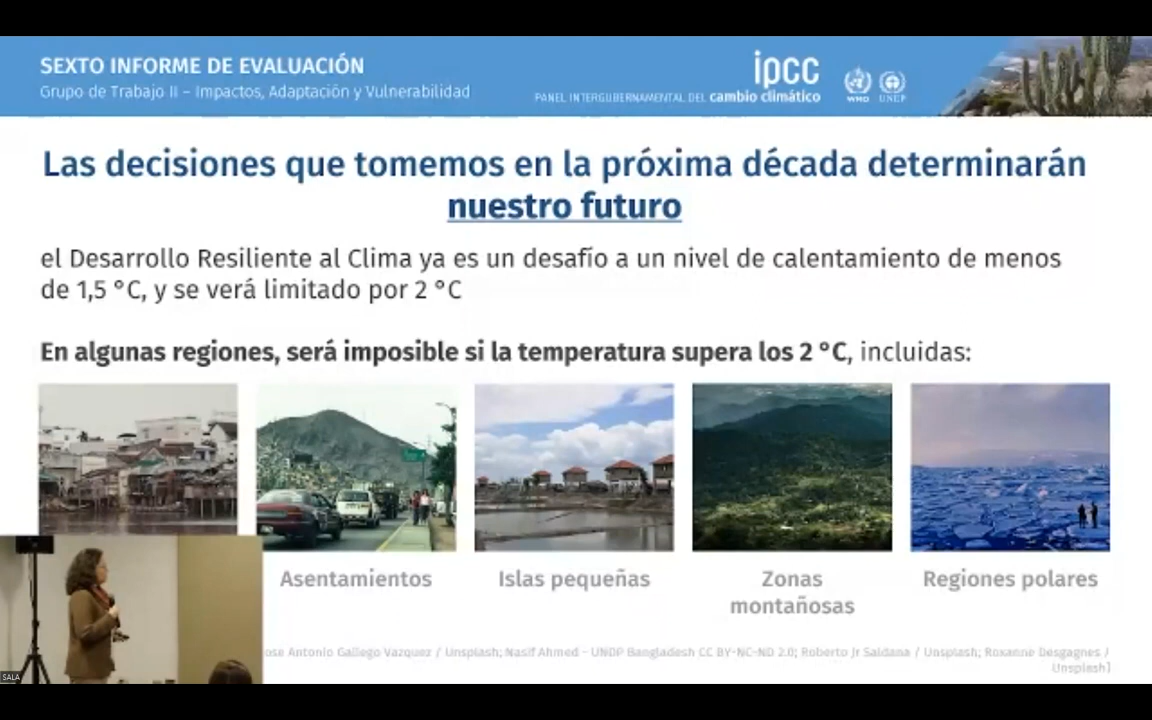 SEXTO INFORME DE EVALUACIÓN
Grupo de Trabajo II – Impactos, Adaptación y Vulnerabilidad
ipcc
PANEL INTERGUBERNAMENTAL DEL cambio climático
WMO UNEP
Las decisiones que tomemos en la próxima década determinarán
nuestro futuro
el Desarrollo Resiliente al Clima ya es un desafío a un nivel de calentamiento de menos
de 1,5 °C, y se verá limitado por 2 °C
En algunas regiones, será imposible si la temperatura supera los 2 °C, incluidas:
Asentamientos
Islas pequeñas
Zonas
montañosas
Regiones polares
ose Antonio Gallego Vázquez / Unsplash; Nasif Ahmed - UNDP Bangladesh CC BY-NC-ND 2.0; Roberto Jr Saldana / Unsplash; Roxanne Desgagnes /
Unsplash]
SALA